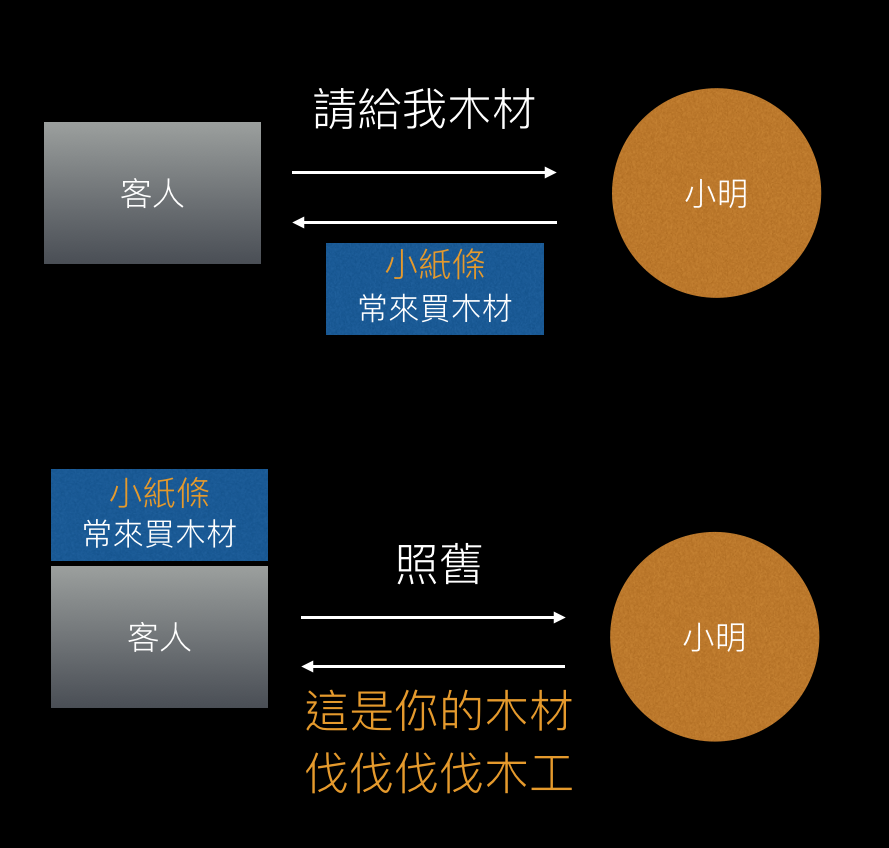 請給我木材
客人
小明
小紙條
常來買木材
小紙條
常來買木材
照舊
客人
小明
這是你的木材
伐伐伐伐木工